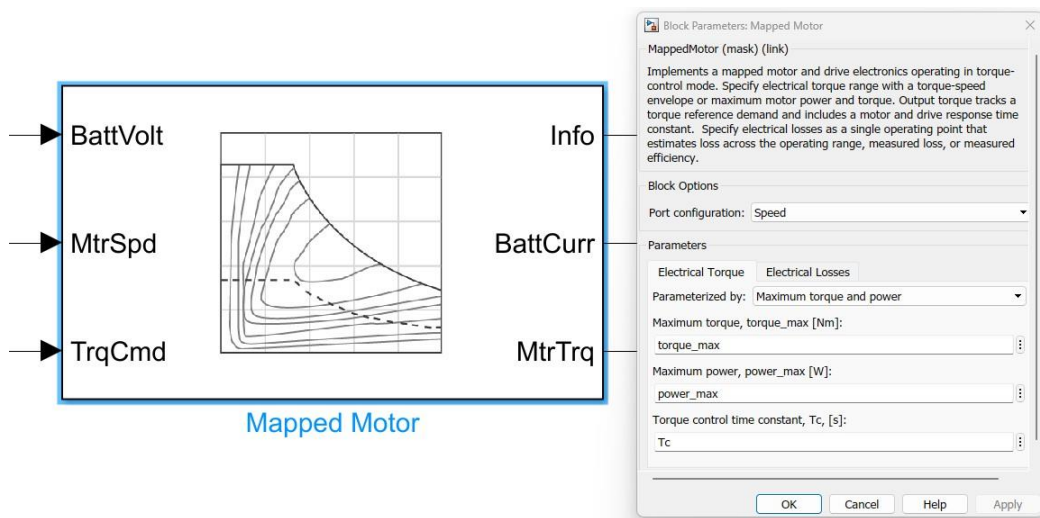 BattVolt
MtrSpd
TrqCmd
Info
BattCurr
MtrTrq
Mapped Motor
Block Parameters: Mapped Motor
MappedMotor (mask) (link)
Implements a mapped motor and drive electronics operating in torque-
control mode. Specify electrical torque range with a torque-speed
envelope or maximum motor power and torque. Output torque tracks a
torque reference demand and includes a motor and drive response time
constant. Specify electrical losses as a single operating point that
estimates loss across the operating range, measured loss, or measured
efficiency.
Block Options
Port configuration: Speed
Parameters
Electrical Torque Electrical Losses
Parameterized by: Maximum torque and power
Maximum torque, torque_max [Nm]:
torque_max
Maximum power, power_max [W]:
power_max
Torque control time constant, Tc, [s]:
Tc
OK Cancel Help Apply